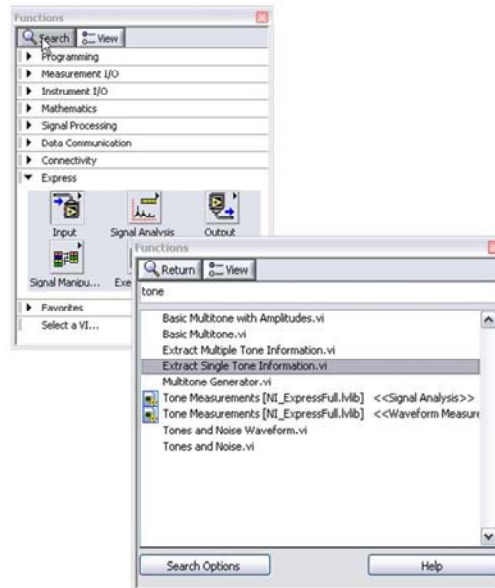 Functions
Search View
Programming
Measurement I/O
Instrument I/O
Mathematics
Signal Processing
Data Communication
Connectivity
Express
Input Signal Analysis Output
Signal Manipu...
Favorites
Select a VI...
Functions
Return View
tone
Basic Multitone with Amplitudes.vi
Basic Multitone.vi
Extract Multiple Tone Information.vi
Extract Single Tone Information.vi
Multitone Generator.vi
Tone Measurements [NI_ExpressFull.lvlib] <<Signal Analysis>>
Tone Measurements [NI_ExpressFull.lvlib] <<Waveform Measure
Tones and Noise Waveform.vi
Tones and Noise.vi
Search Options Help